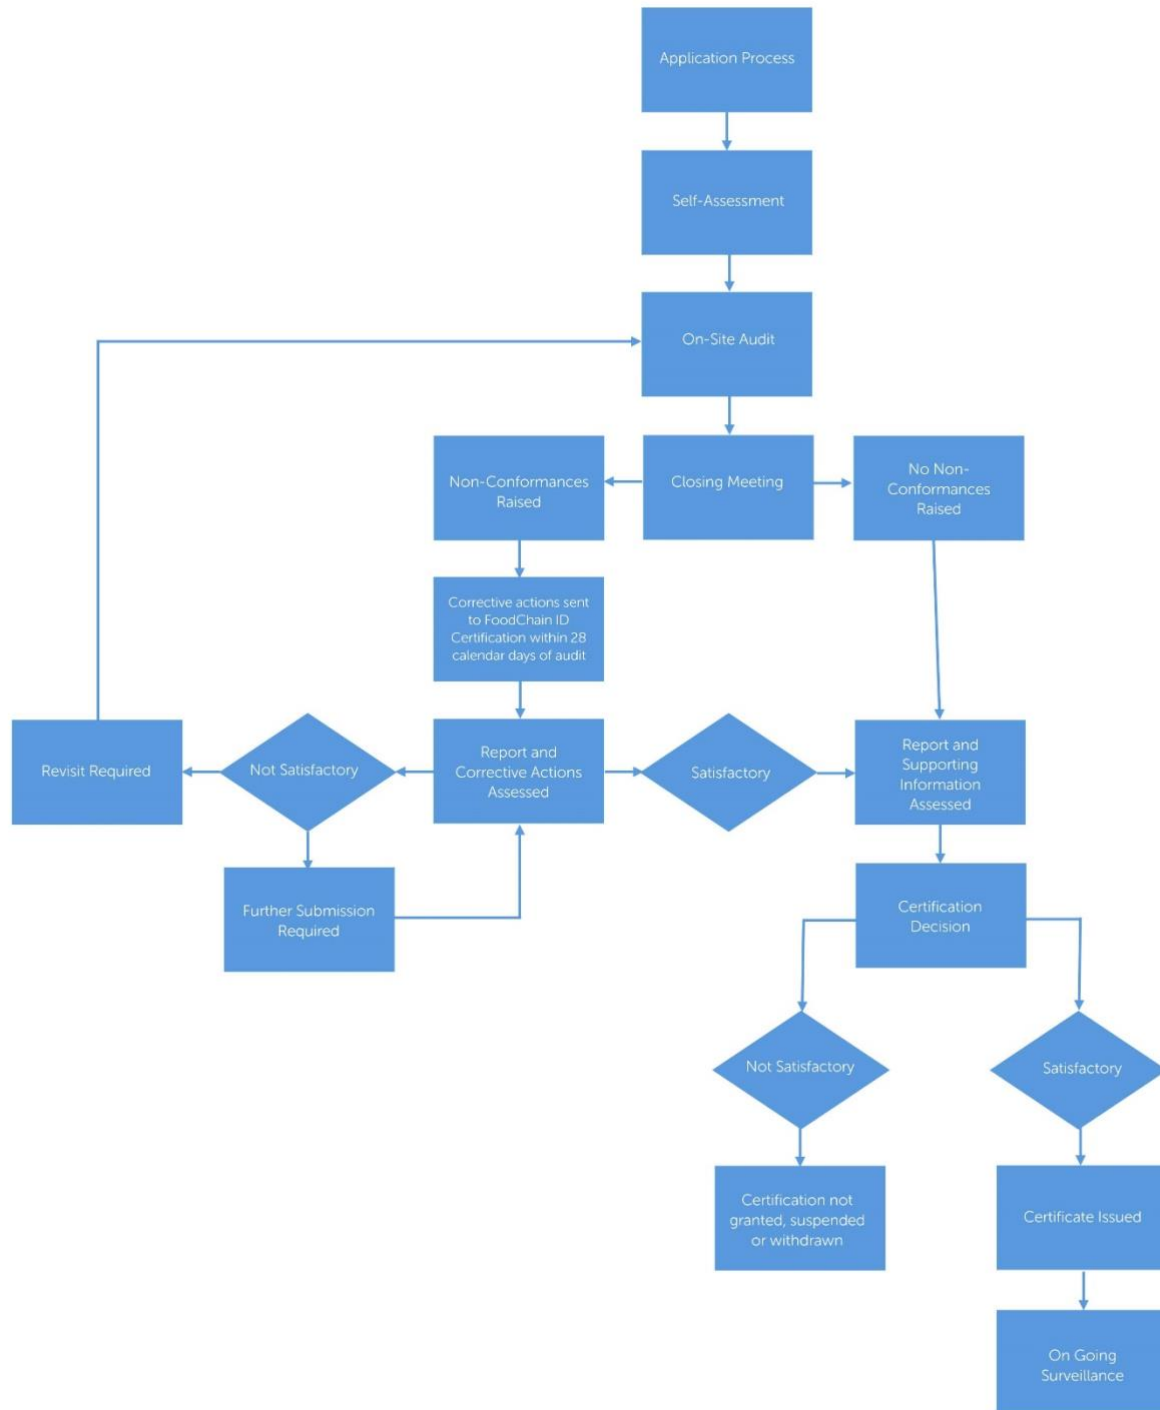 Application Process
Self-Assessment
On-Site Audit
Non-Conformances
Raised
Closing Meeting
No Non-
Conformances
Raised
Corrective actions sent
to FoodChain ID
Certification within 28
calendar days of audit
Revisit Required
Not Satisfactory
Report and
Corrective Actions
Assessed
Satisfactory
Report and
Supporting
Information
Assessed
Further Submission
Required
Certification
Decision
Not Satisfactory
Satisfactory
Certification not
granted, suspended
or withdrawn
Certificate Issued
On Going
Surveillance